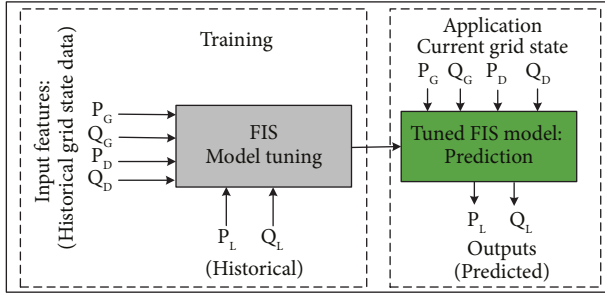 Training
Input features:
(Historical grid state data)
P_G
Q_G
P_D
Q_D
FIS
Model tuning
P_L Q_L
(Historical)
Application
Current grid state
P_G Q_G P_D Q_D
Tuned FIS model:
Prediction
P_L Q_L
Outputs
(Predicted)